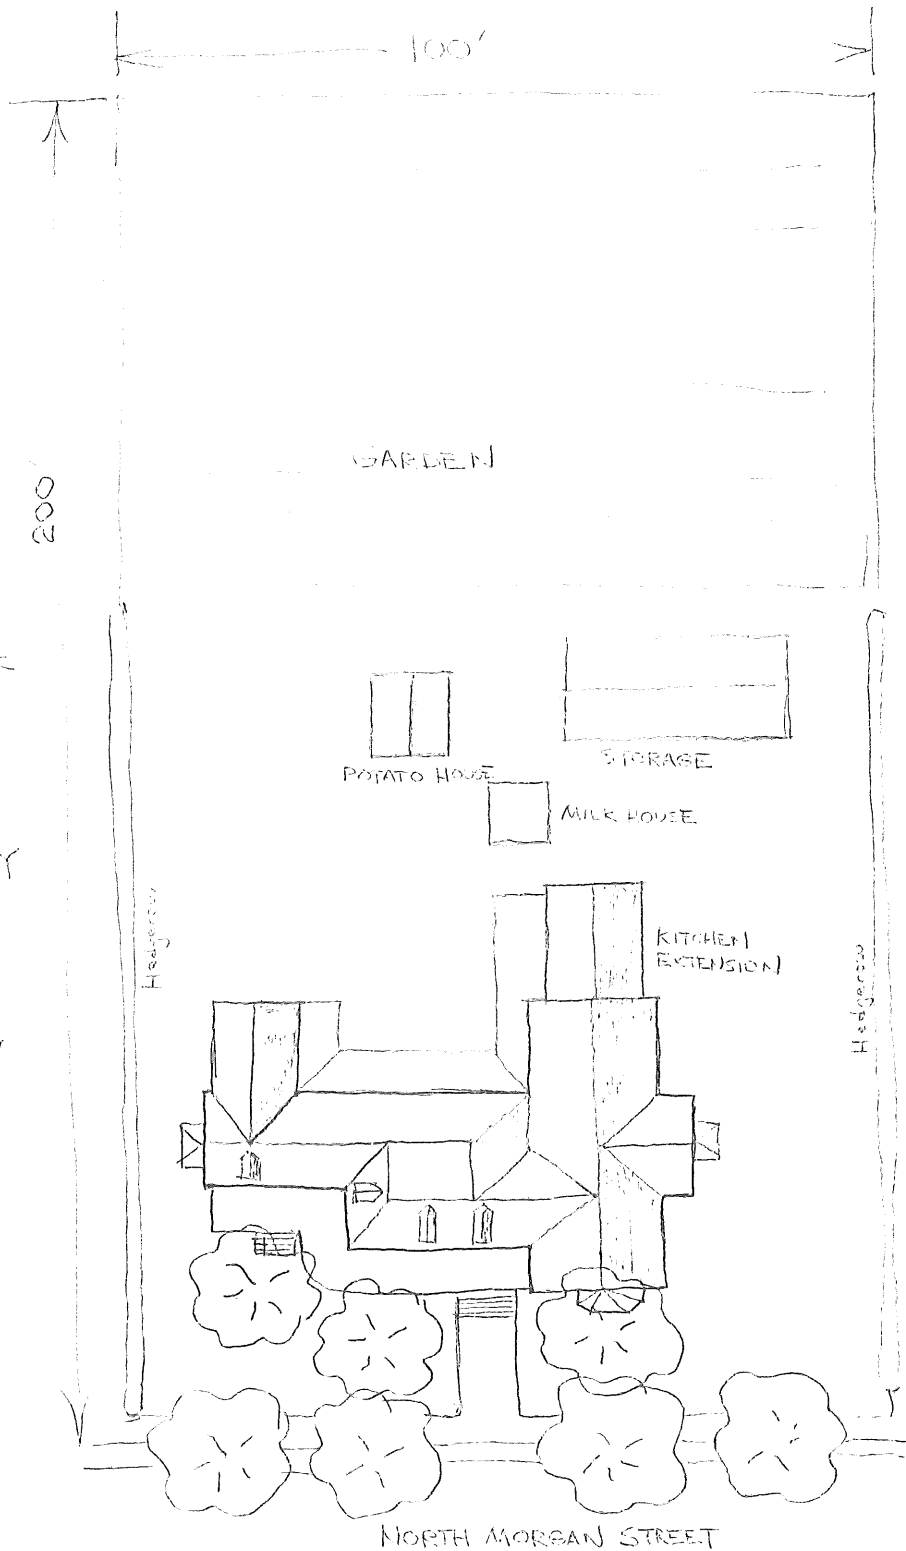 100'
200'
GARDEN
STORAGE
POTATO HOUSE
MILK HOUSE
Hedgerow
KITCHEN
EXTENSION
Hedgerow
NORTH MORGAN STREET